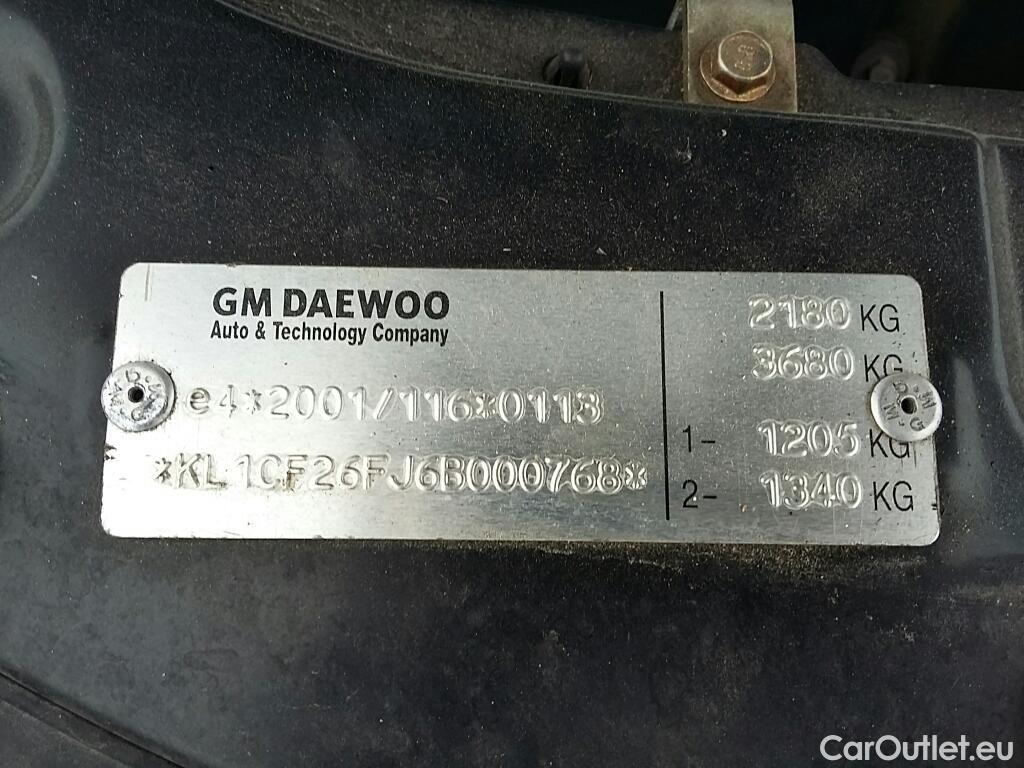 GM DAEWOO
Auto & Technology Company
e4*2001/116*0113
*KL1CF26FJ6B000768*
2180 KG
3680 KG
1- 1205 KG
2- 1340 KG
CarOutlet.eu